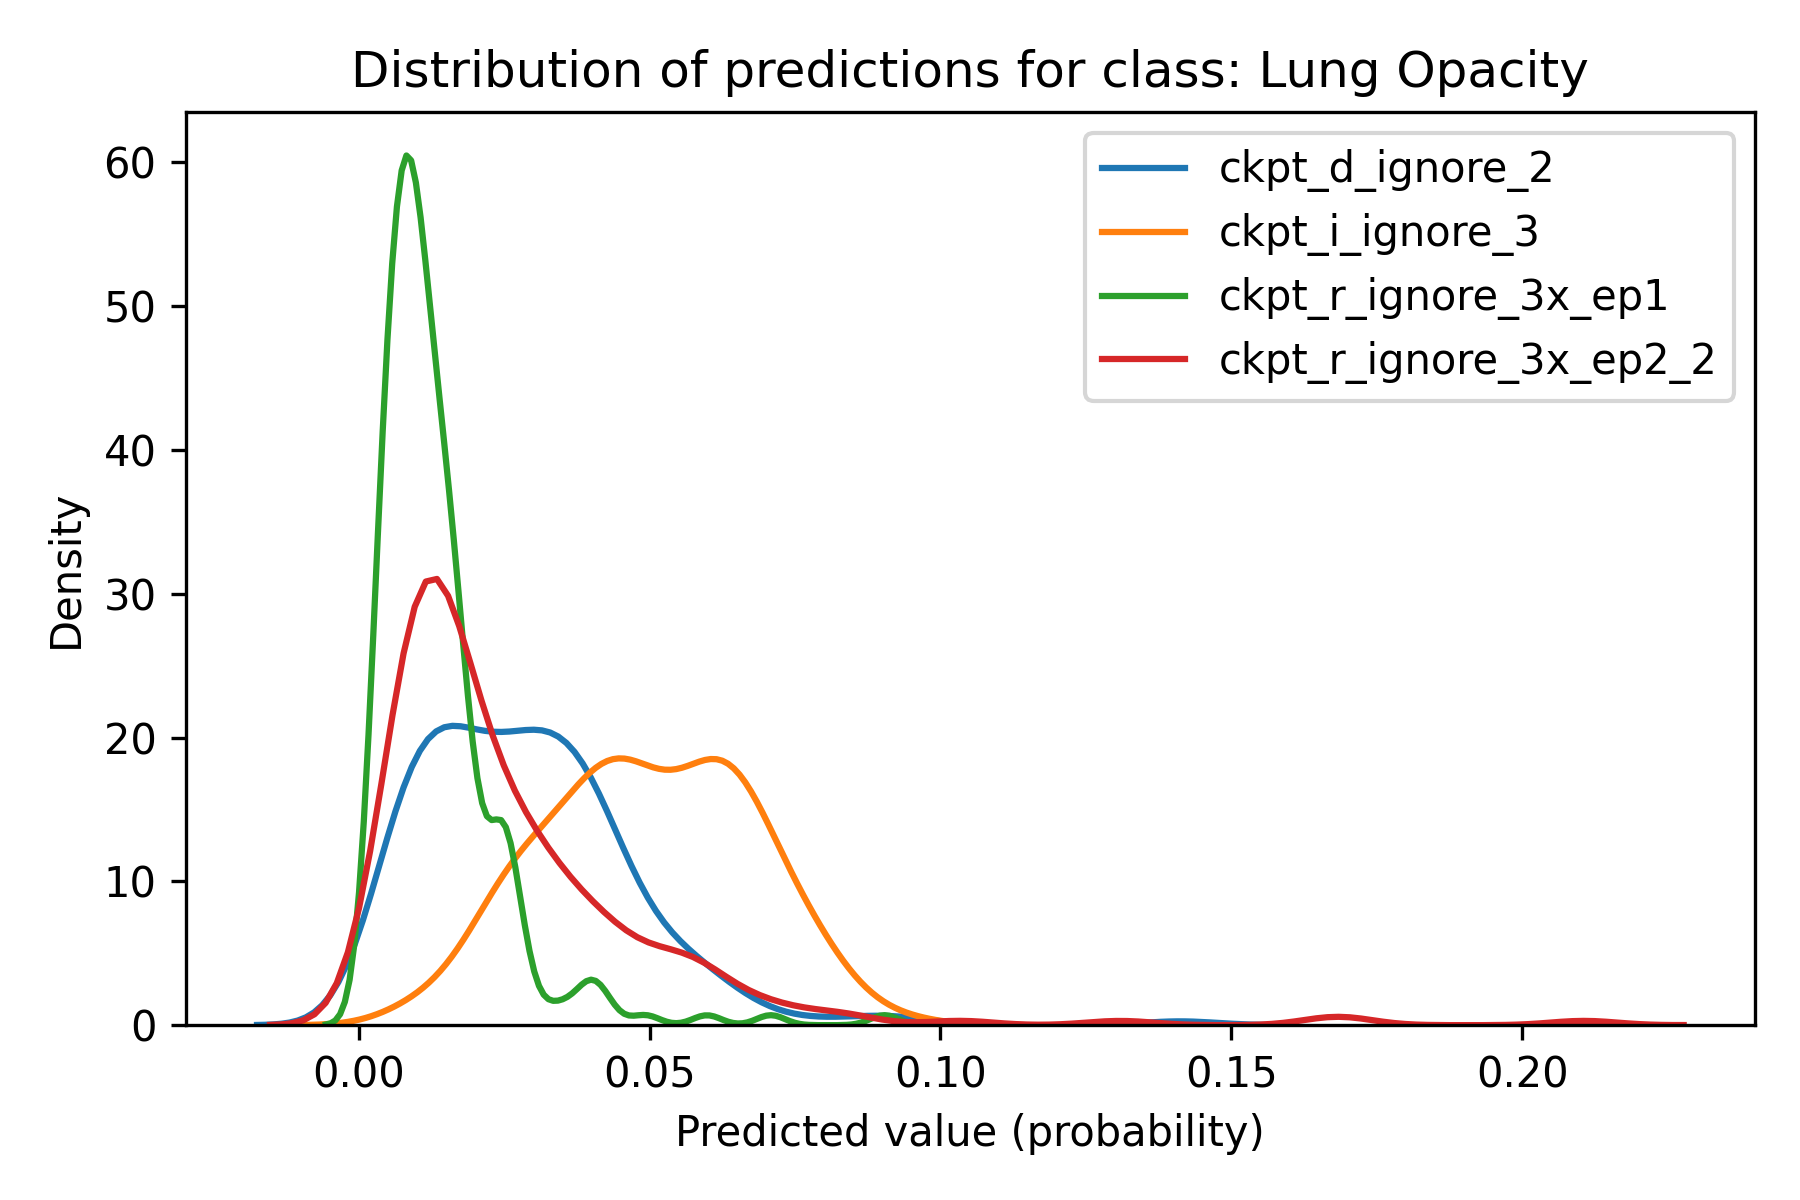 Distribution of predictions for class: Lung Opacity
ckpt_d_ignore_2
ckpt_i_ignore_3
ckpt_r_ignore_3x_ep1
ckpt_r_ignore_3x_ep2_2
Density
60
50
40
30
20
10
0
0.00 0.05 0.10 0.15 0.20
Predicted value (probability)